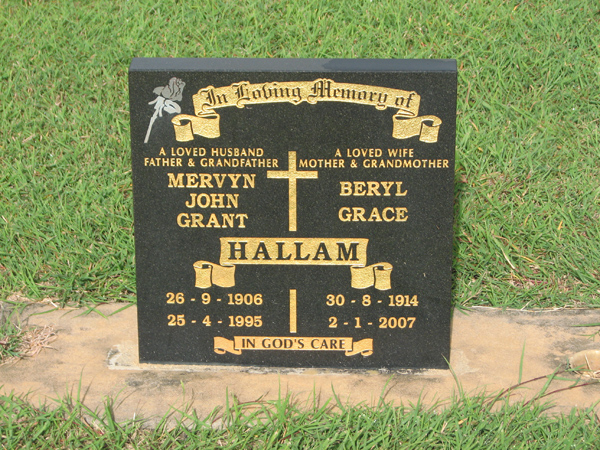 In Loving Memory of
A LOVED HUSBAND
FATHER & GRANDFATHER
MERVYN
JOHN
GRANT
A LOVED WIFE
MOTHER & GRANDMOTHER
BERYL
GRACE
HALLAM
26 - 9 - 1906
25 - 4 - 1995
30 - 8 - 1914
2 - 1 - 2007
IN GOD'S CARE